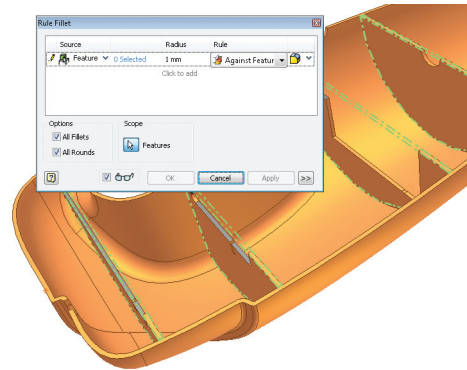 Rule Fillet
Source Radius Rule
Feature 0 Selected 1 mm Against Featur
Click to add
Options Scope
All Fillets
Features
All Rounds
OK Cancel Apply >>